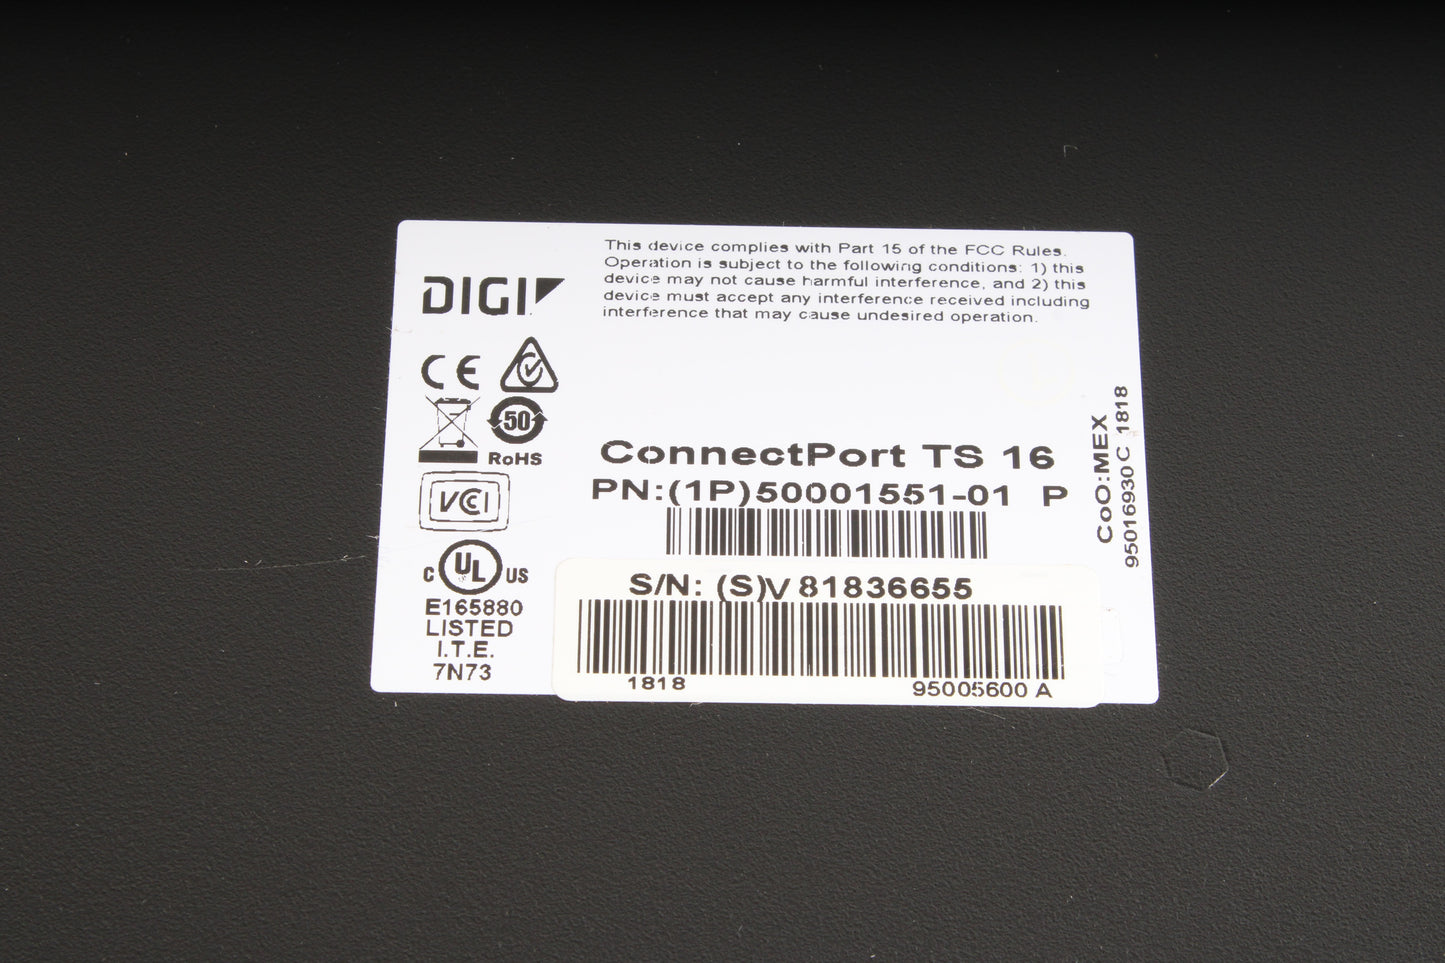 DIGI
This device complies with Part 15 of the FCC Rules.
Operation is subject to the following conditions: 1) this
device may not cause harmful interference, and 2) this
device must accept any interference received including
interference that may cause undesired operation.
CE
50
RoHS
VCI
C UL US
E165880
LISTED
I.T.E.
7N73
ConnectPort TS 16
PN:(1P)50001551-01 P
S/N: (S)V81836655
1818
95005600 A
CoO:MEX
95016930 C 1818